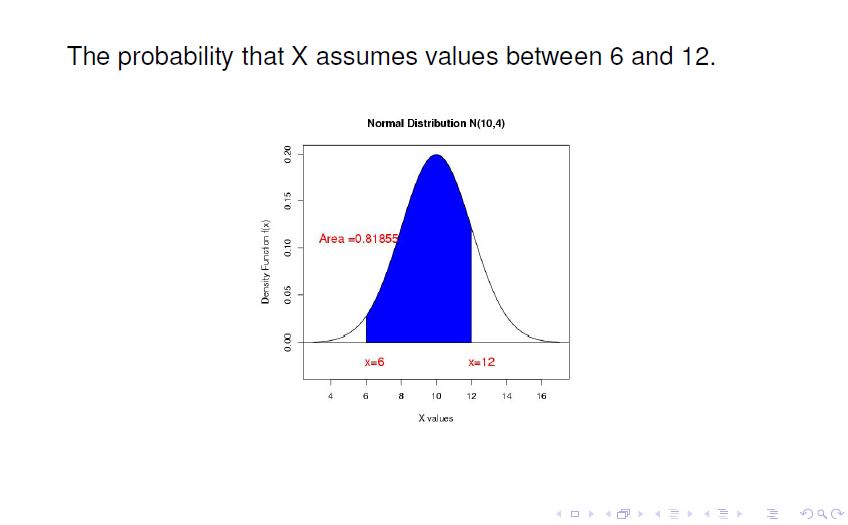 The probability that X assumes values between 6 and 12.
Normal Distribution N(10,4)
Density Function f(x)
0.20
0.15
0.10
0.05
0.00
Area =0.81855
x=6
x=12
4 6 8 10 12 14 16
X values